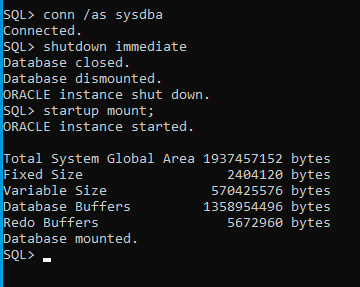 SQL> conn /as sysdba
Connected.
SQL> shutdown immediate
Database closed.
Database dismounted.
ORACLE instance shut down.
SQL> startup mount;
ORACLE instance started.

Total System Global Area 1937457152 bytes
Fixed Size                  2404120 bytes
Variable Size             570425576 bytes
Database Buffers         1358954496 bytes
Redo Buffers                5672960 bytes
Database mounted.
SQL>